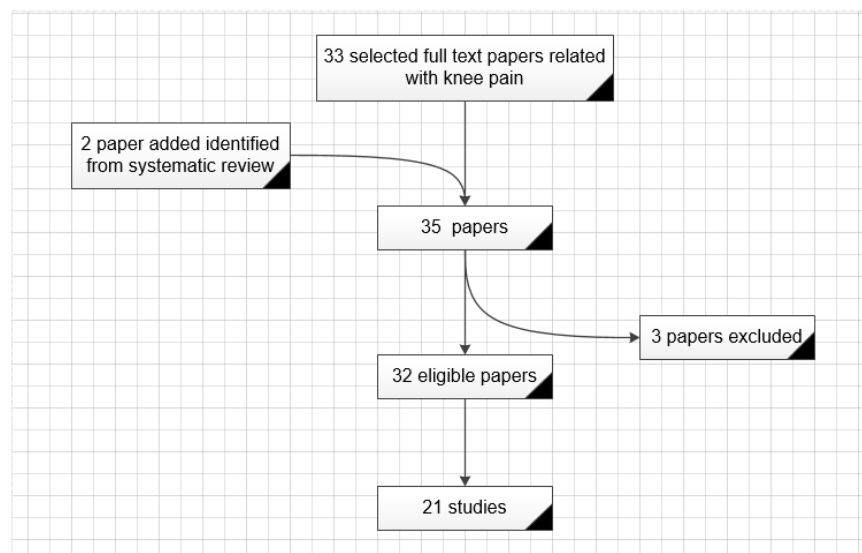 33 selected full text papers related
with knee pain
2 paper added identified
from systematic review
35 papers
3 papers excluded
32 eligible papers
21 studies